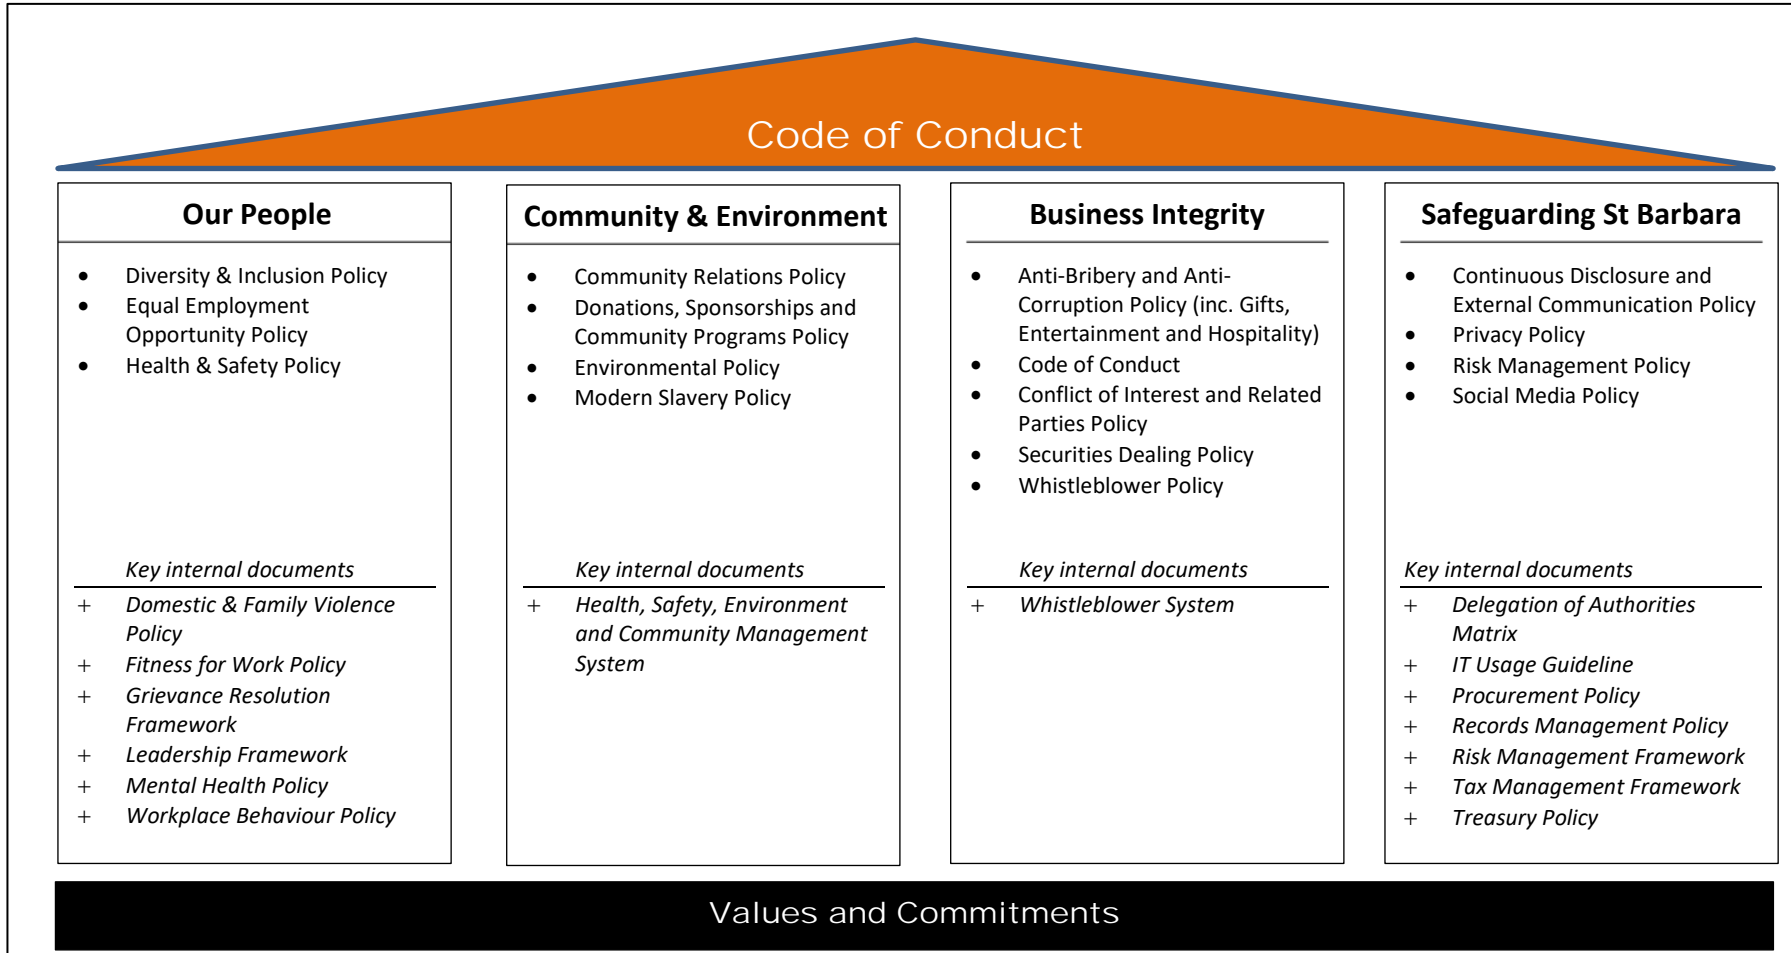 Code of Conduct
Our People
• Diversity & Inclusion Policy
• Equal Employment
Opportunity Policy
• Health & Safety Policy
Key internal documents
+ Domestic & Family Violence
Policy
+ Fitness for Work Policy
+ Grievance Resolution
Framework
+ Leadership Framework
+ Mental Health Policy
+ Workplace Behaviour Policy
Community & Environment
• Community Relations Policy
• Donations, Sponsorships and
Community Programs Policy
• Environmental Policy
• Modern Slavery Policy
Key internal documents
+ Health, Safety, Environment
and Community Management
System
Business Integrity
• Anti-Bribery and Anti-
Corruption Policy (inc. Gifts,
Entertainment and Hospitality)
• Code of Conduct
• Conflict of Interest and Related
Parties Policy
• Securities Dealing Policy
• Whistleblower Policy
Key internal documents
+ Whistleblower System
Safeguarding St Barbara
• Continuous Disclosure and
External Communication Policy
• Privacy Policy
• Risk Management Policy
• Social Media Policy
Key internal documents
+ Delegation of Authorities
Matrix
+ IT Usage Guideline
+ Procurement Policy
+ Records Management Policy
+ Risk Management Framework
+ Tax Management Framework
+ Treasury Policy
Values and Commitments